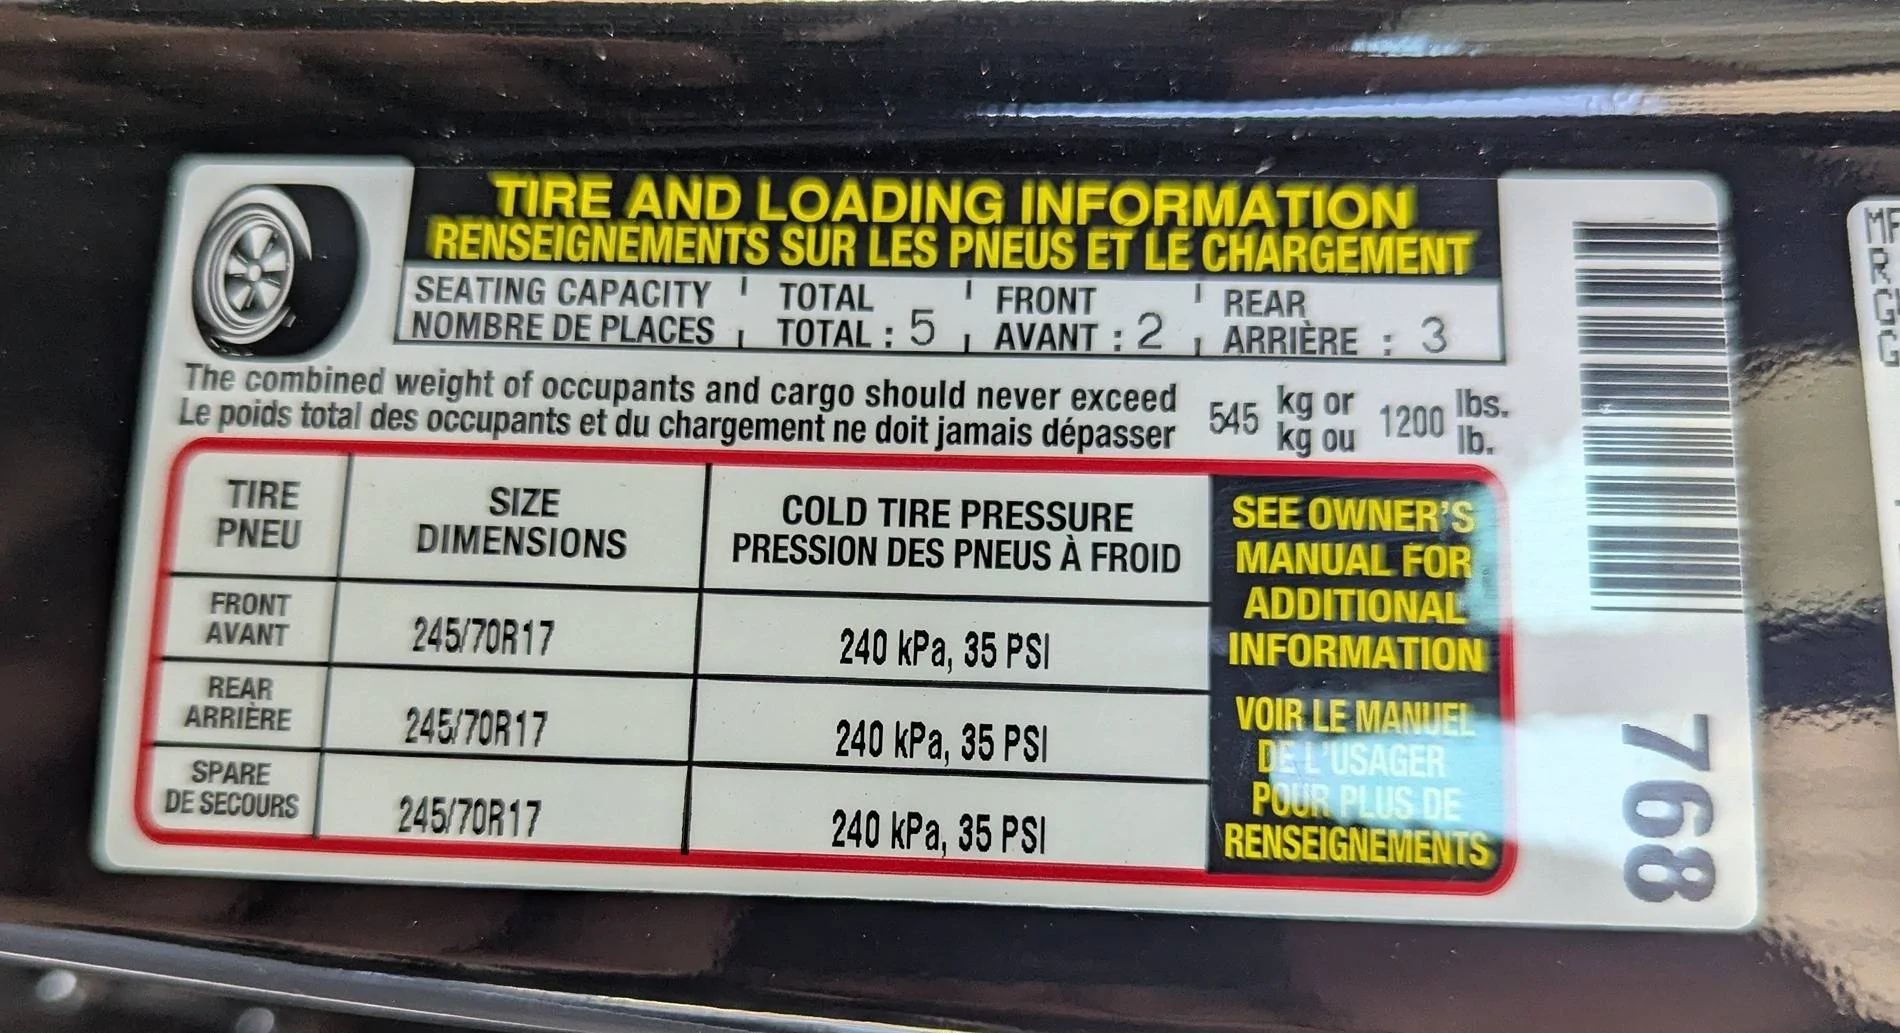 TIRE AND LOADING INFORMATION
RENSEIGNEMENTS SUR LES PNEUS ET LE CHARGEMENT
SEATING CAPACITY TOTAL FRONT REAR
NOMBRE DE PLACES TOTAL : 5 AVANT : 2 ARRIÈRE : 3
The combined weight of occupants and cargo should never exceed 545 kg or 1200 lbs.
Le poids total des occupants et du chargement ne doit jamais dépasser kg ou lb.
TIRE
PNEU
SIZE
DIMENSIONS
COLD TIRE PRESSURE
PRESSION DES PNEUS À FROID
FRONT
AVANT
245/70R17
240 kPa, 35 PSI
REAR
ARRIÈRE
245/70R17
240 kPa, 35 PSI
SPARE
DE SECOURS
245/70R17
240 kPa, 35 PSI
SEE OWNER'S
MANUAL FOR
ADDITIONAL
INFORMATION
VOIR LE MANUEL
DE L'USAGER
POUR PLUS DE
RENSEIGNEMENTS
768